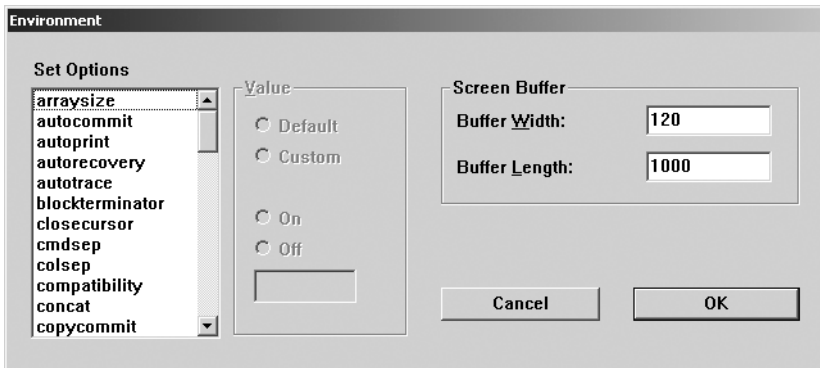 Environment
Set Options
arraysize
autocommit
autoprint
autorecovery
autotrace
blockterminator
closecursor
cmdsep
colsep
compatibility
concat
copycommit
Value
Default
Custom
On
Off
Screen Buffer
Buffer Width: 120
Buffer Length: 1000
Cancel OK